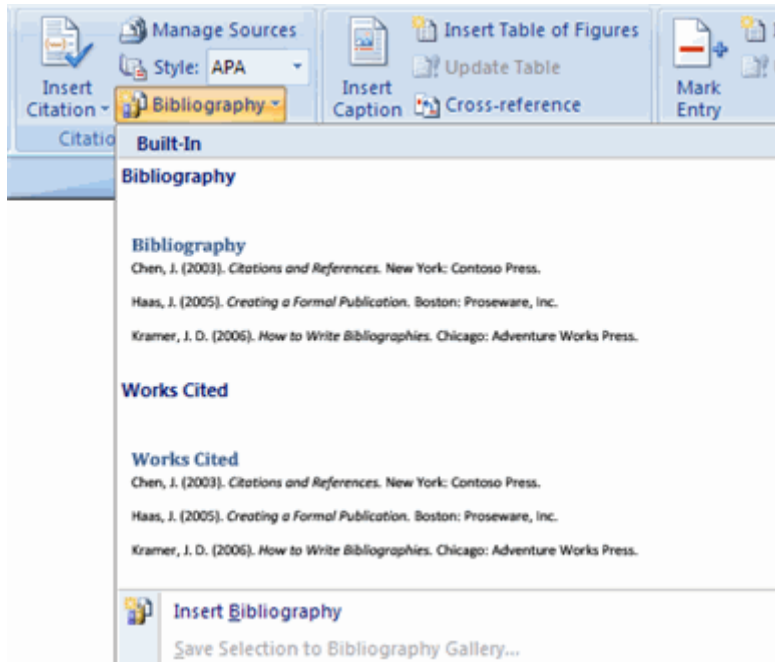 Manage Sources
Style: APA
Bibliography
Insert
Citation
Citatio
Insert
Caption
Insert Table of Figures
Update Table
Cross-reference
Mark
Entry
Built-In
Bibliography
Bibliography
Chen, J. (2003). Citations and References. New York: Contoso Press.
Haas, J. (2005). Creating a Formal Publication. Boston: Proseware, Inc.
Kramer, J. D. (2006). How to Write Bibliographies. Chicago: Adventure Works Press.
Works Cited
Works Cited
Chen, J. (2003). Citations and References. New York: Contoso Press.
Haas, J. (2005). Creating a Formal Publication. Boston: Proseware, Inc.
Kramer, J. D. (2006). How to Write Bibliographies. Chicago: Adventure Works Press.
Insert Bibliography
Save Selection to Bibliography Gallery...